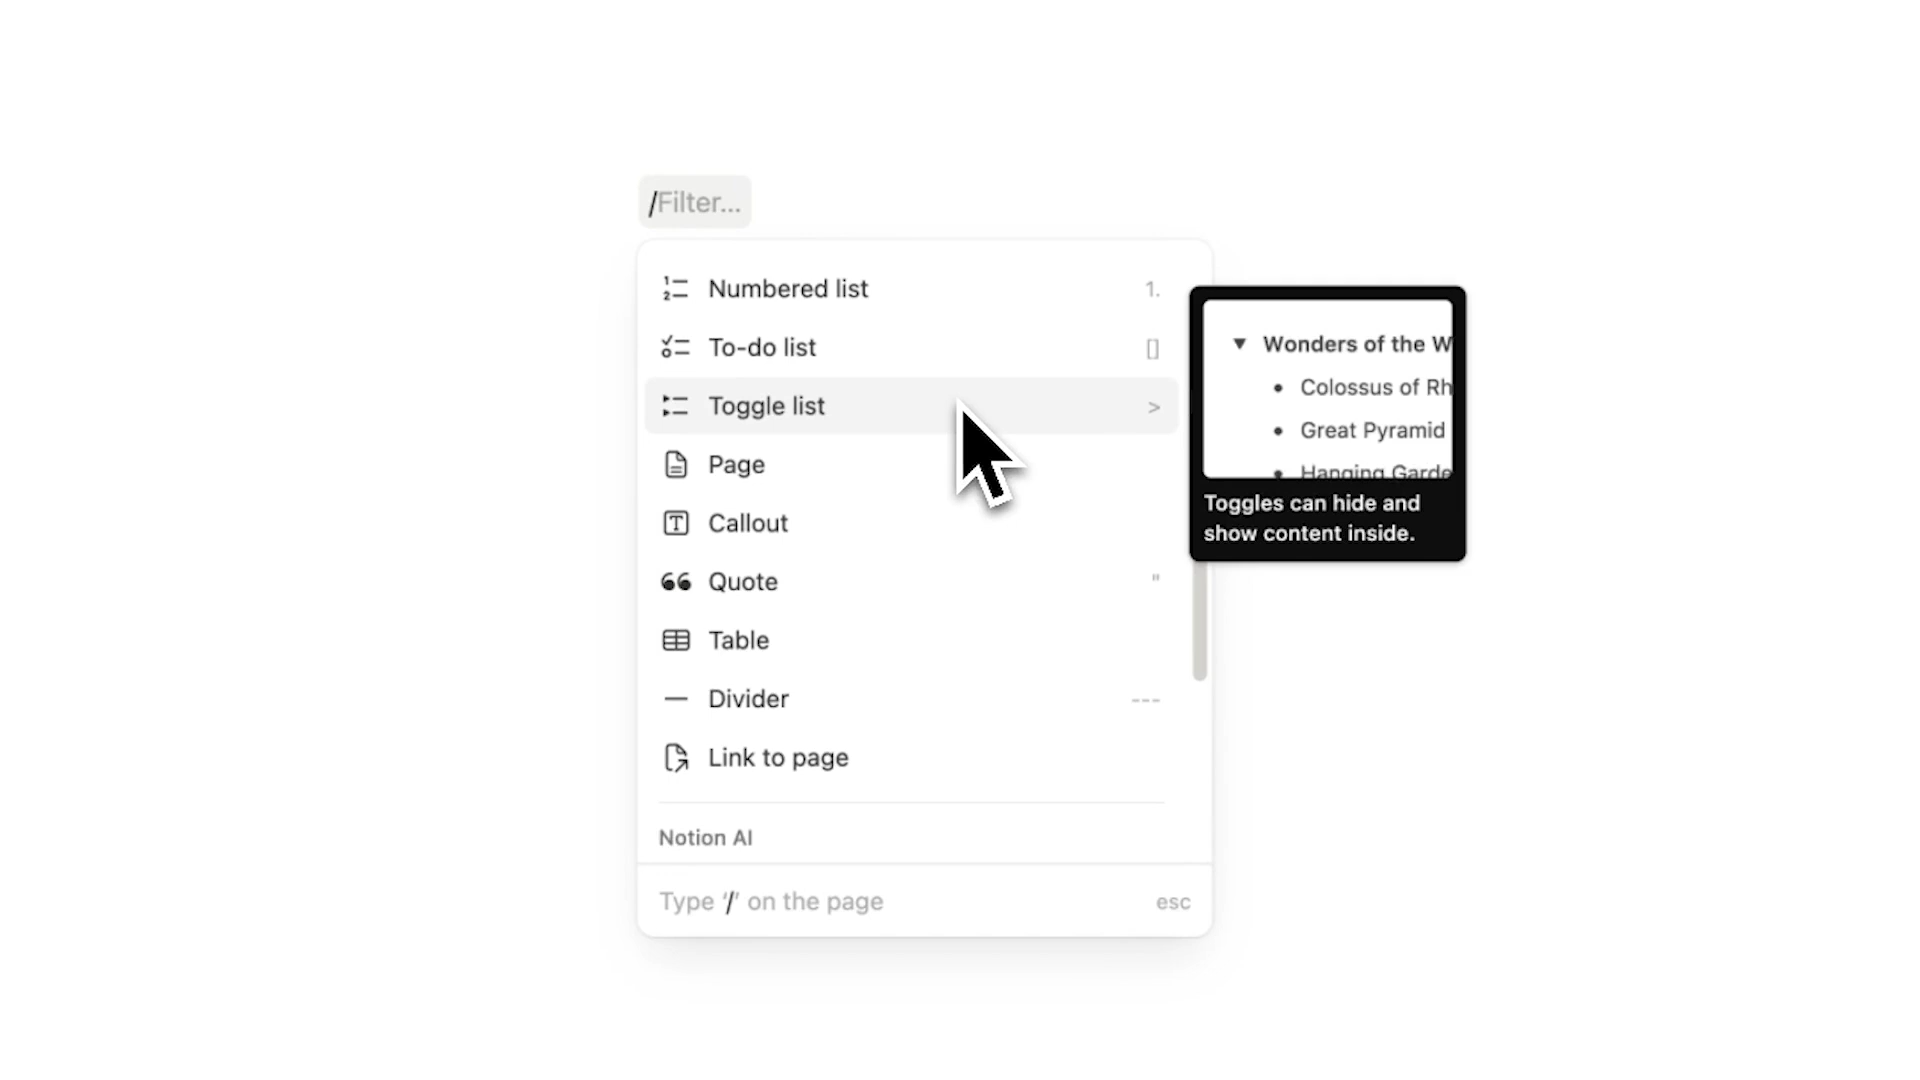 /Filter...
Numbered list 1.
To-do list []
Toggle list >
Page
Callout
Quote "
Table
Divider ---
Link to page
Notion AI
Type '/' on the page esc
Wonders of the W
Colossus of Rh
Great Pyramid
Hanging Garde
Toggles can hide and
show content inside.